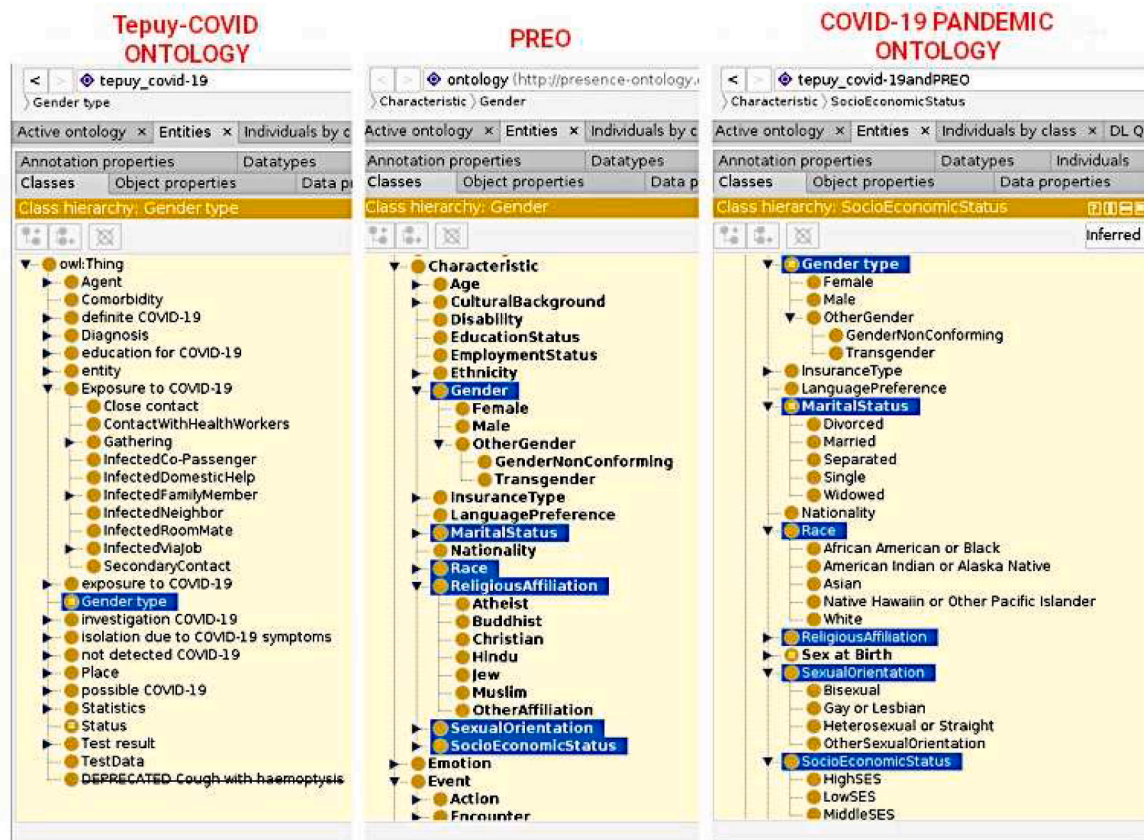 Tepuy-COVID
ONTOLOGY
< > tepuy_covid-19
Gender type
Active ontology × Entities × Individuals by c
Annotation properties Datatypes
Classes Object properties Data p
Class hierarchy: Gender type
owl:Thing
Agent
Comorbidity
definite COVID-19
Diagnosis
education for COVID-19
entity
Exposure to COVID-19
Close contact
ContactWithHealthWorkers
Gathering
InfectedCo-Passenger
InfectedDomesticHelp
InfectedFamilyMember
InfectedNeighbor
InfectedRoomMate
InfectedViaJob
SecondaryContact
exposure to COVID-19
Gender type
investigation COVID-19
isolation due to COVID-19 symptoms
not detected COVID-19
Place
possible COVID-19
Statistics
Status
Test result
TestData
DEPRECATED Cough with haemoptysis
PREO
< > ontology (http://presence-ontology.
Characteristic Gender
Active ontology × Entities × Individuals by c
Annotation properties Datatypes
Classes Object properties Data p
Class hierarchy: Gender
Characteristic
Age
CulturalBackground
Disability
EducationStatus
EmploymentStatus
Ethnicity
Gender
Female
Male
OtherGender
GenderNonConforming
Transgender
InsuranceType
LanguagePreference
MaritalStatus
Nationality
Race
ReligiousAffiliation
Atheist
Buddhist
Christian
Hindu
Jew
Muslim
OtherAffiliation
SexualOrientation
SocioEconomicStatus
Emotion
Event
Action
Encounter
COVID-19 PANDEMIC
ONTOLOGY
< > tepuy_covid-19andPREO
Characteristic SocioEconomicStatus
Active ontology × Entities × Individuals by class × DL Q
Annotation properties Datatypes Individuals
Classes Object properties Data properties
Class hierarchy: SocioEconomicStatus
Inferred
Gender type
Female
Male
OtherGender
GenderNonConforming
Transgender
InsuranceType
LanguagePreference
MaritalStatus
Divorced
Married
Separated
Single
Widowed
Nationality
Race
African American or Black
American Indian or Alaska Native
Asian
Native Hawaiin or Other Pacific Islander
White
ReligiousAffiliation
Sex at Birth
SexualOrientation
Bisexual
Gay or Lesbian
Heterosexual or Straight
OtherSexualOrientation
SocioEconomicStatus
HighSES
LowSES
MiddleSES